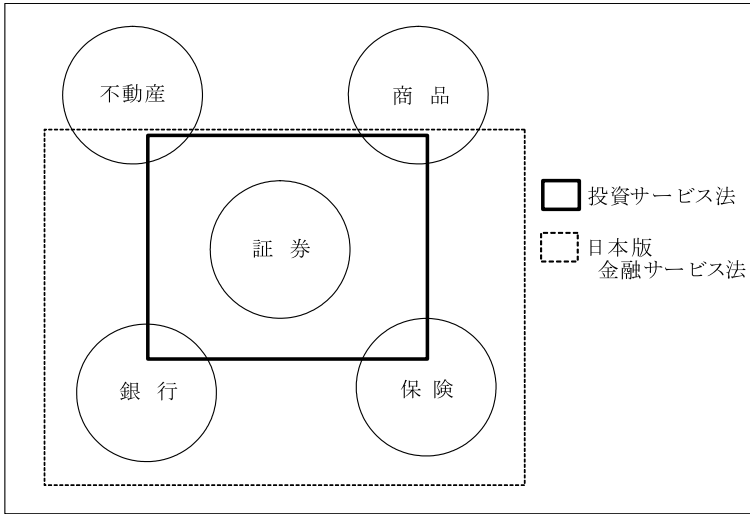 不動産
商品
証券
銀行
保険
投資サービス法
日本版
金融サービス法